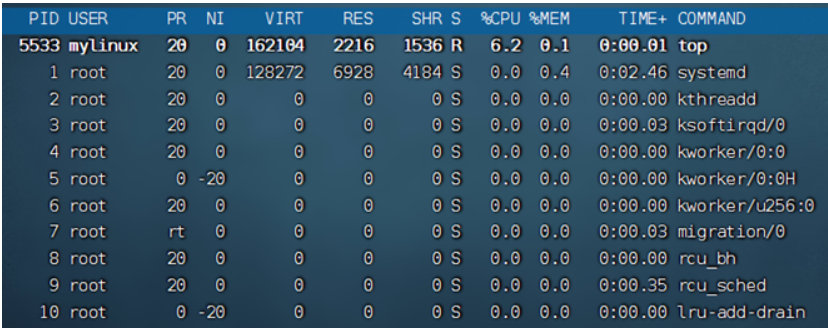 PID USER PR NI VIRT RES SHR S %CPU %MEM TIME+ COMMAND
5533 mylinux 20 0 162104 2216 1536 R 6.2 0.1 0:00.01 top
1 root 20 0 128272 6928 4184 S 0.0 0.4 0:02.46 systemd
2 root 20 0 0 0 0 S 0.0 0.0 0:00.00 kthreadd
3 root 20 0 0 0 0 S 0.0 0.0 0:00.03 ksoftirqd/0
4 root 20 0 0 0 0 S 0.0 0.0 0:00.00 kworker/0:0
5 root 0 -20 0 0 0 S 0.0 0.0 0:00.00 kworker/0:0H
6 root 20 0 0 0 0 S 0.0 0.0 0:00.00 kworker/u256:0
7 root rt 0 0 0 0 S 0.0 0.0 0:00.03 migration/0
8 root 20 0 0 0 0 S 0.0 0.0 0:00.00 rcu_bh
9 root 20 0 0 0 0 S 0.0 0.0 0:00.35 rcu_sched
10 root 0 -20 0 0 0 S 0.0 0.0 0:00.00 lru-add-drain